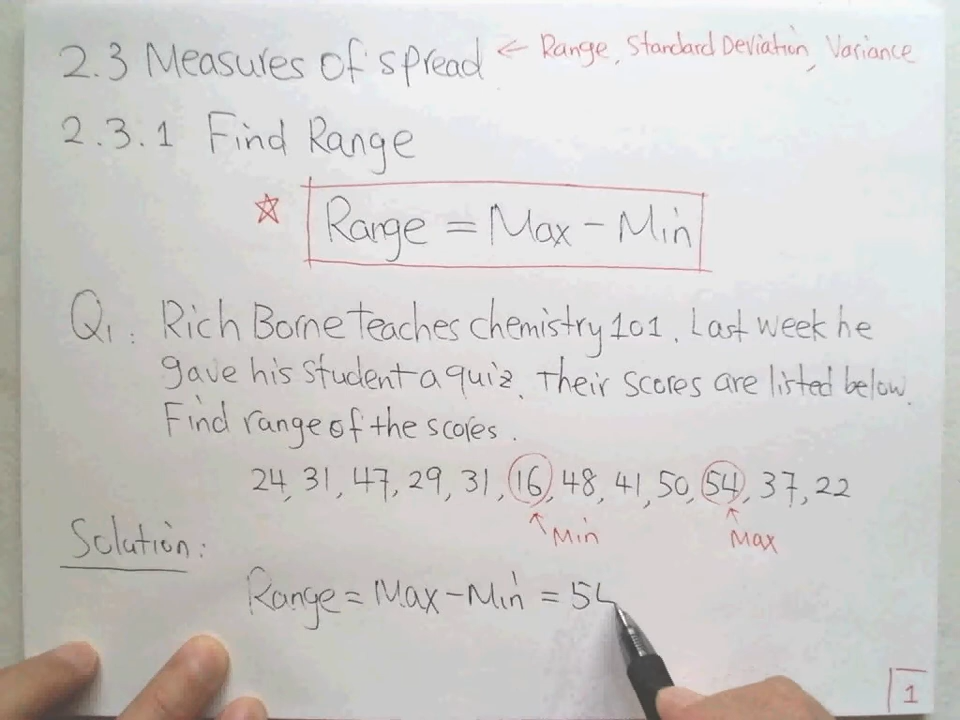 2.3 Measures of spread ← Range, Standard Deviation, Variance
2.3.1 Find Range
☆ Range = Max - Min
Q1: Rich Borne teaches chemistry 101. Last week he
gave his student a quiz. Their scores are listed below.
Find range of the scores.
24, 31, 47, 29, 31, 16, 48, 41, 50, 54, 37, 22
↑ Min ↑ Max
Solution:
Range = Max - Min = 54
1